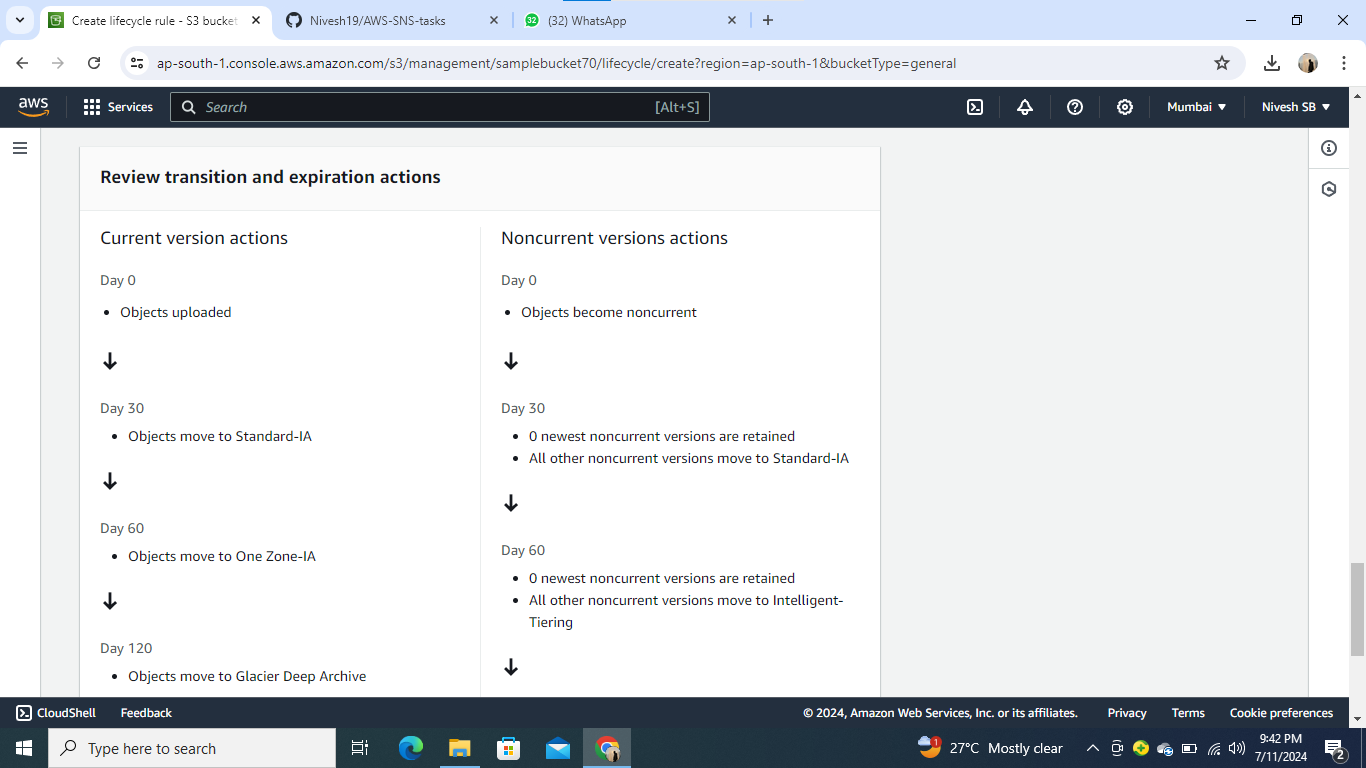 Create lifecycle rule - S3 bucket
Nivesh19/AWS-SNS-tasks
32
(32) WhatsApp
ap-south-1.console.aws.amazon.com/s3/management/samplebucket70/lifecycle/create?region=ap-south-1&bucketType=general
aws
Services
Search
[Alt+S]
Mumbai
Nivesh SB
Review transition and expiration actions
Current version actions
Day 0
Objects uploaded
Day 30
Objects move to Standard-IA
Day 60
Objects move to One Zone-IA
Day 120
Objects move to Glacier Deep Archive
Noncurrent versions actions
Day 0
Objects become noncurrent
Day 30
0 newest noncurrent versions are retained
All other noncurrent versions move to Standard-IA
Day 60
0 newest noncurrent versions are retained
All other noncurrent versions move to Intelligent-
Tiering
CloudShell
Feedback
© 2024, Amazon Web Services, Inc. or its affiliates.
Privacy
Terms
Cookie preferences
Type here to search
1
27°C Mostly clear
9:42 PM
7/11/2024
2